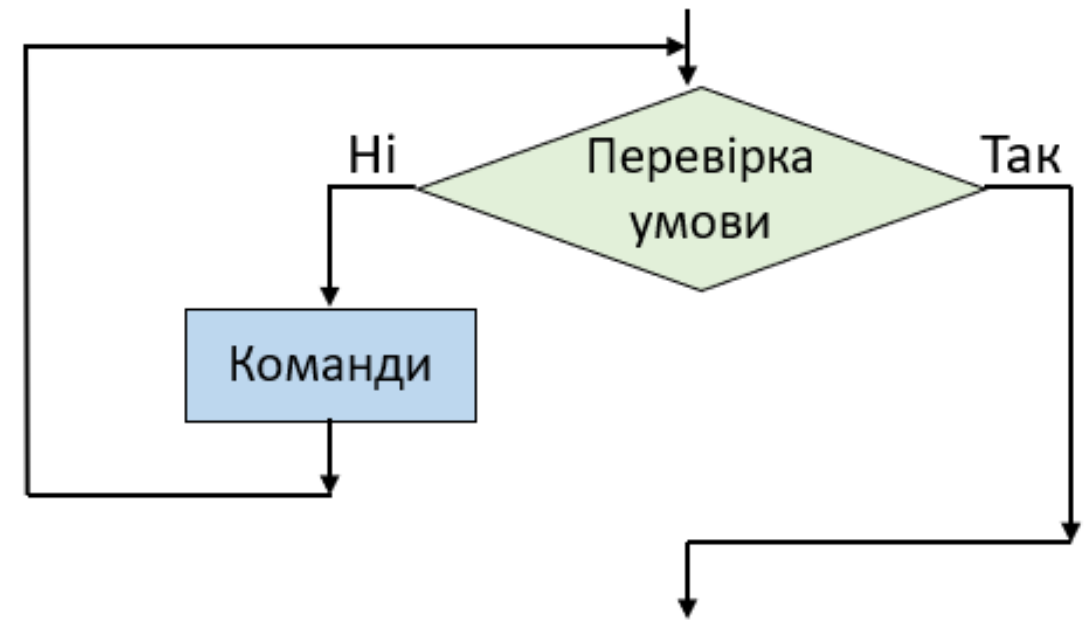 Ні
Перевірка
умови
Так
Команди